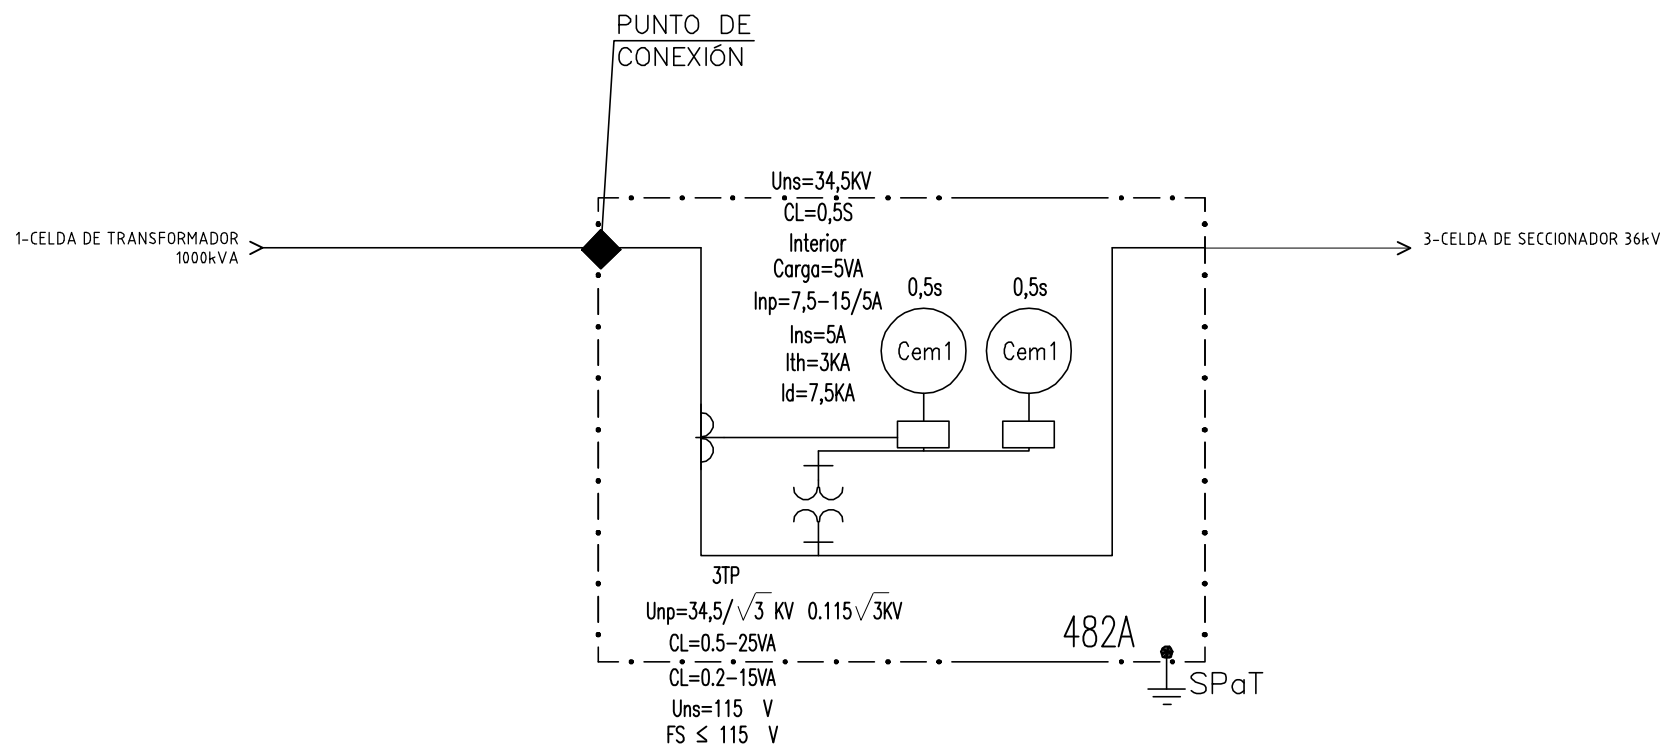 PUNTO DE
CONEXIÓN
1-CELDA DE TRANSFORMADOR
1000kVA
3-CELDA DE SECCIONADOR 36kV
Uns=34,5KV
CL=0,5S
Interior
Carga=5VA
Inp=7,5-15/5A
Ins=5A
Ith=3KA
Id=7,5KA
0,5s
0,5s
Cem1
Cem1
3TP
Unp=34,5/√3 KV 0.115√3KV
CL=0.5-25VA
CL=0.2-15VA
Uns=115 V
FS ≤ 115 V
482A
SPaT